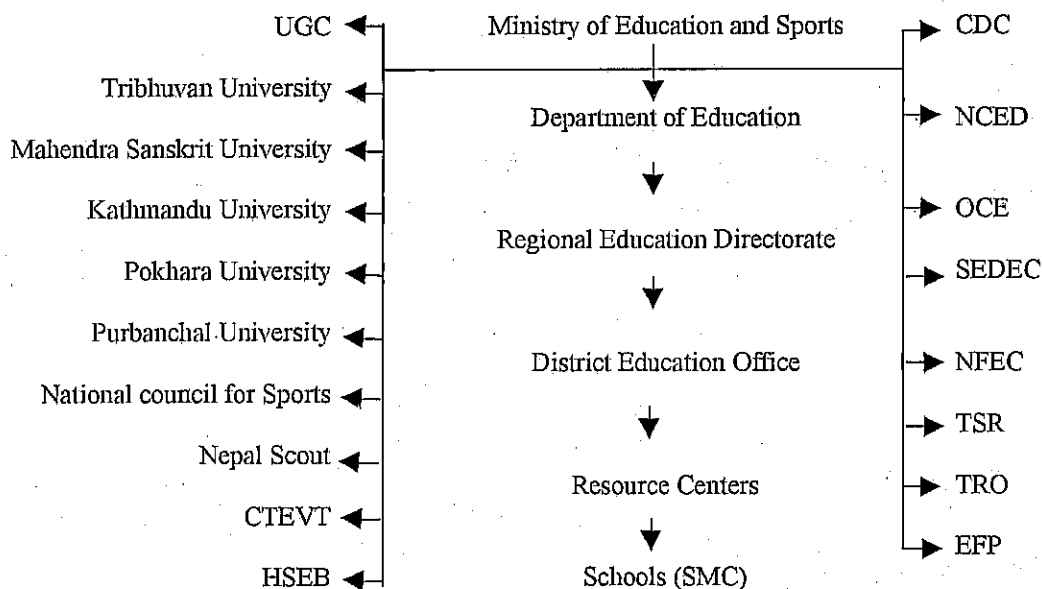 UGC
Tribhuvan University
Mahendra Sanskrit University
Kathmandu University
Pokhara University
Purbanchal University
National council for Sports
Nepal Scout
CTEVT
HSEB
Ministry of Education and Sports
Department of Education
Regional Education Directorate
District Education Office
Resource Centers
Schools (SMC)
CDC
NCED
OCE
SEDEC
NFEC
TSR
TRO
EFP